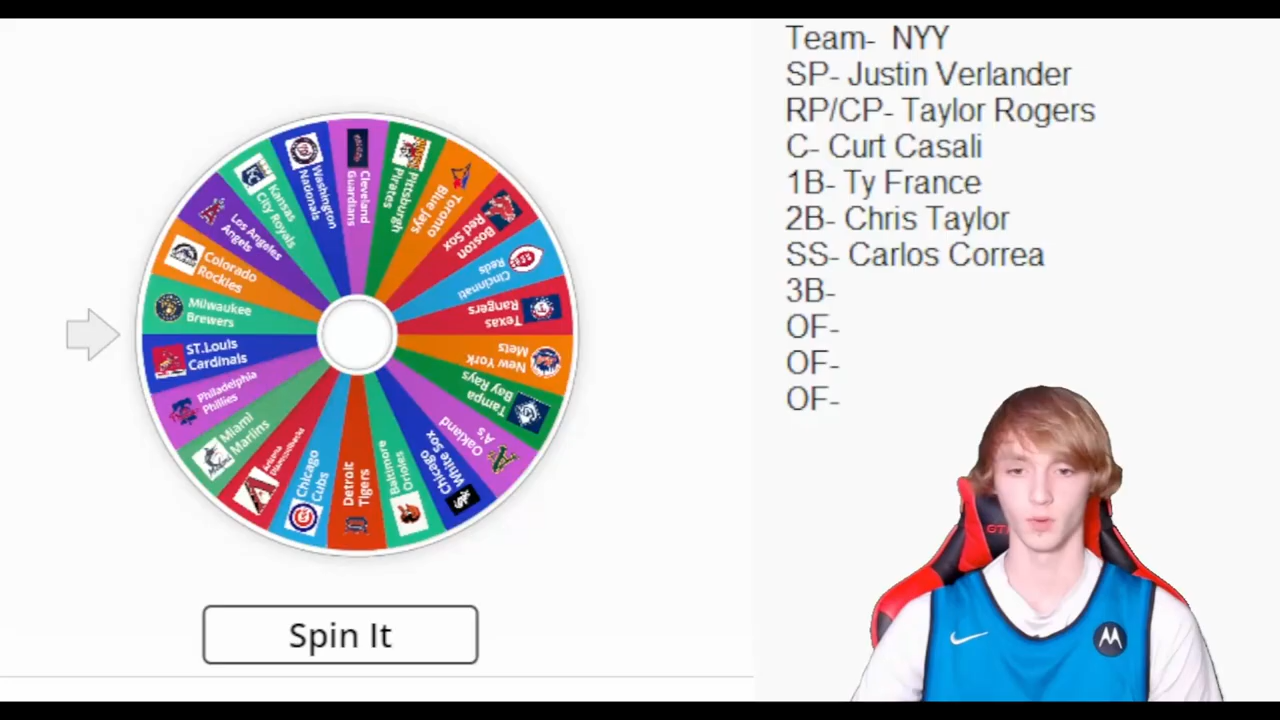 Team- NYY
SP- Justin Verlander
RP/CP- Taylor Rogers
C- Curt Casali
1B- Ty France
2B- Chris Taylor
SS- Carlos Correa
3B-
OF-
OF-
OF-
Cleveland
Guardians
Pittsburgh
Pirates
Toronto
Blue Jays
Boston
Red Sox
Cincinnati
Reds
Texas
Rangers
New York
Mets
Tampa
Bay Rays
Oakland
A's
Chicago
White Sox
Baltimore
Orioles
Detroit
Tigers
Chicago
Cubs
Arizona
Diamondbacks
Miami
Marlins
Philadelphia
Phillies
ST.Louis
Cardinals
Milwaukee
Brewers
Colorado
Rockies
Los Angeles
Angels
Kansas
City Royals
Washington
Nationals
Spin It
GT